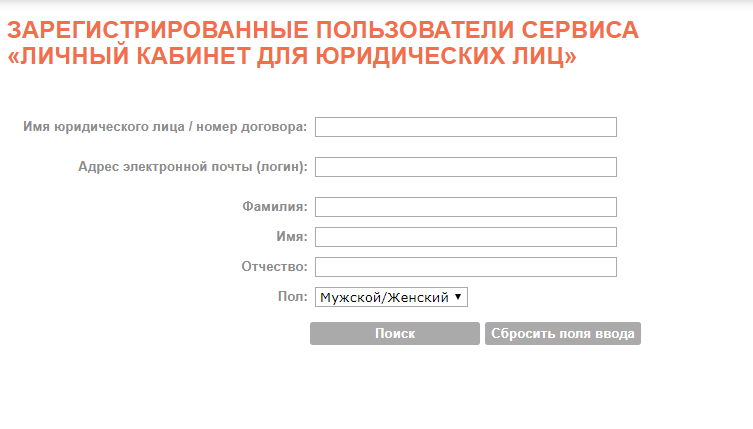 ЗАРЕГИСТРИРОВАННЫЕ ПОЛЬЗОВАТЕЛИ СЕРВИСА
«ЛИЧНЫЙ КАБИНЕТ ДЛЯ ЮРИДИЧЕСКИХ ЛИЦ»
Имя юридического лица / номер договора:
Адрес электронной почты (логин):
Фамилия:
Имя:
Отчество:
Пол: Мужской/Женский
Поиск Сбросить поля ввода